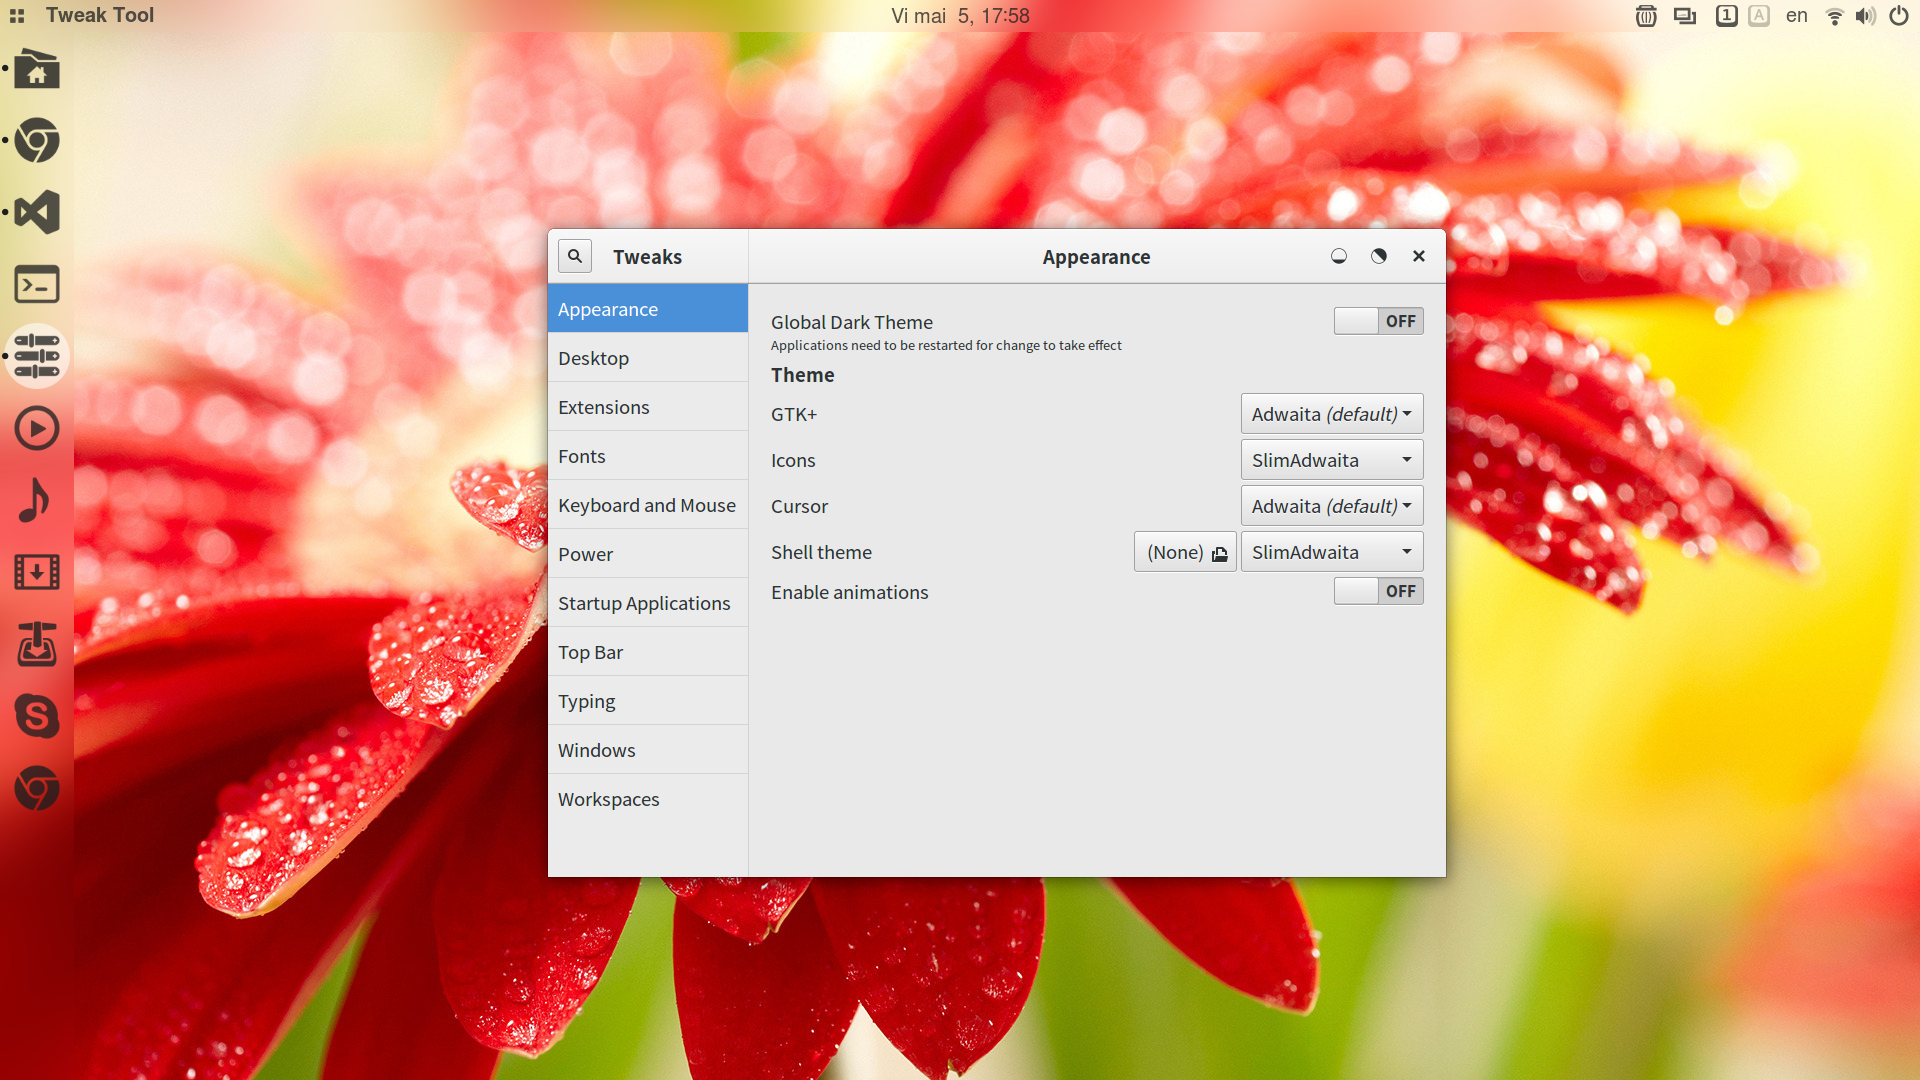 Tweak Tool
Vi mai 5, 17:58
1
A
en
Tweaks
Appearance
Appearance
Desktop
Extensions
Fonts
Keyboard and Mouse
Power
Startup Applications
Top Bar
Typing
Windows
Workspaces
Global Dark Theme
OFF
Applications need to be restarted for change to take effect
Theme
GTK+
Adwaita (default)
Icons
SlimAdwaita
Cursor
Adwaita (default)
Shell theme
(None)
SlimAdwaita
Enable animations
OFF
S